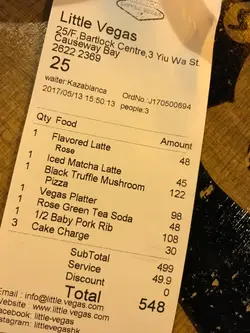 Little Vegas
25/F, Bartlock Centre,3 Yiu Wa St.
Causeway Bay
2622 2369
25
waiter:Kazablanca
OrdNo:J170500694
2017/05/13 15:50:13 people:3
Qty Food Amount
1 Flavored Latte 48
Rose
1 Iced Matcha Latte 45
1 Black Truffle Mushroom 122
Pizza
1 Vegas Platter 98
1 Rose Green Tea Soda 48
1 1/2 Baby Pork Rib 108
3 Cake Charge 30
SubTotal 499
Service 49.9
Discount 0
Total 548
Email : info@little.vegas.com
Website www.little.vegas.com
Facebook: little-vegas
Instagram: littlevegashk